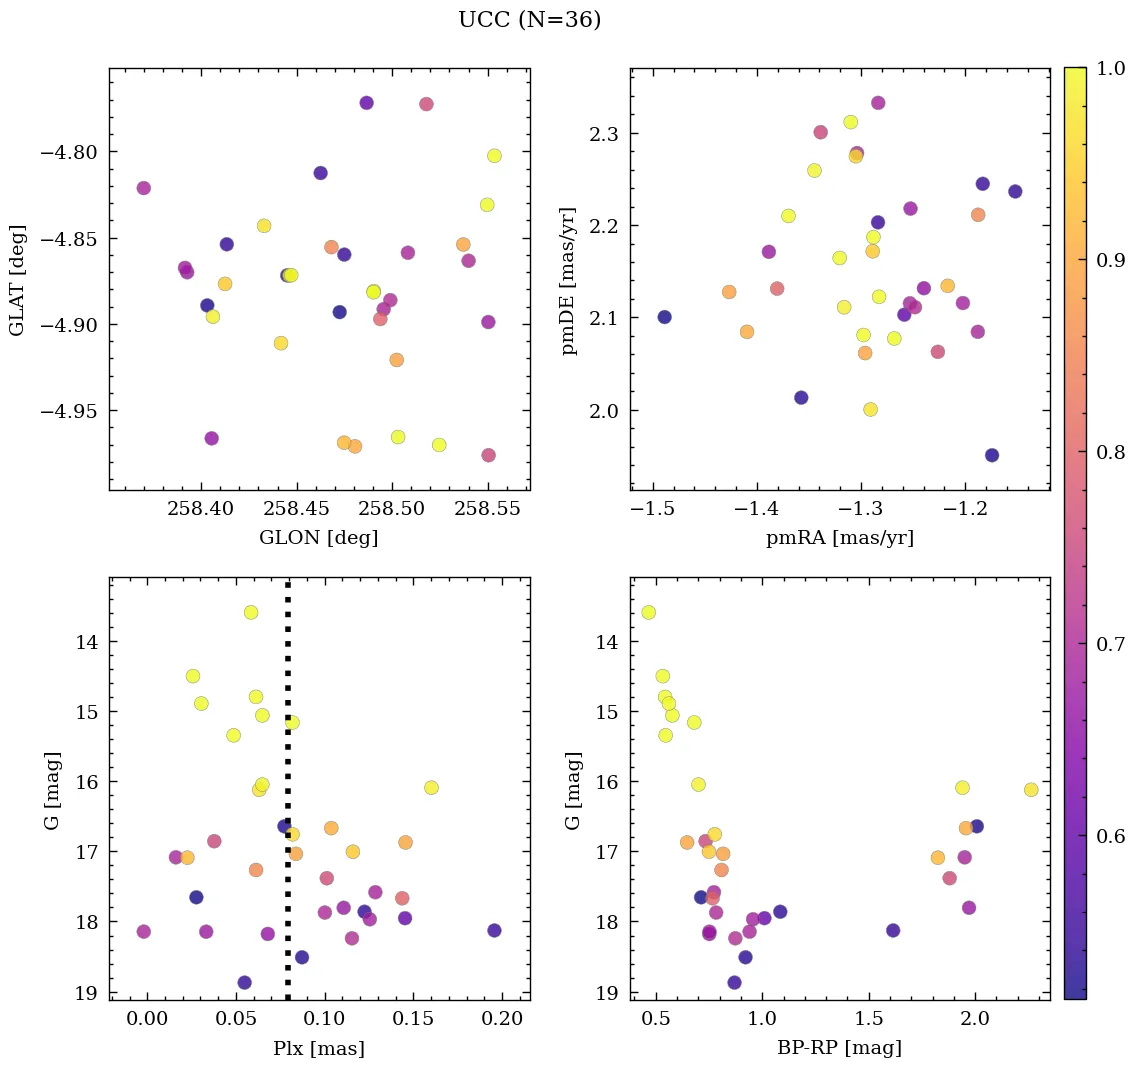 UCC (N=36)
−4.80
−4.85
−4.90
−4.95
GLAT [deg]
258.40 258.45 258.50 258.55
GLON [deg]
2.3
2.2
2.1
2.0
pmDE [mas/yr]
−1.5 −1.4 −1.3 −1.2
pmRA [mas/yr]
1.0
0.9
0.8
0.7
0.6
14
15
16
17
18
19
G [mag]
0.00 0.05 0.10 0.15 0.20
Plx [mas]
14
15
16
17
18
19
G [mag]
0.5 1.0 1.5 2.0
BP-RP [mag]